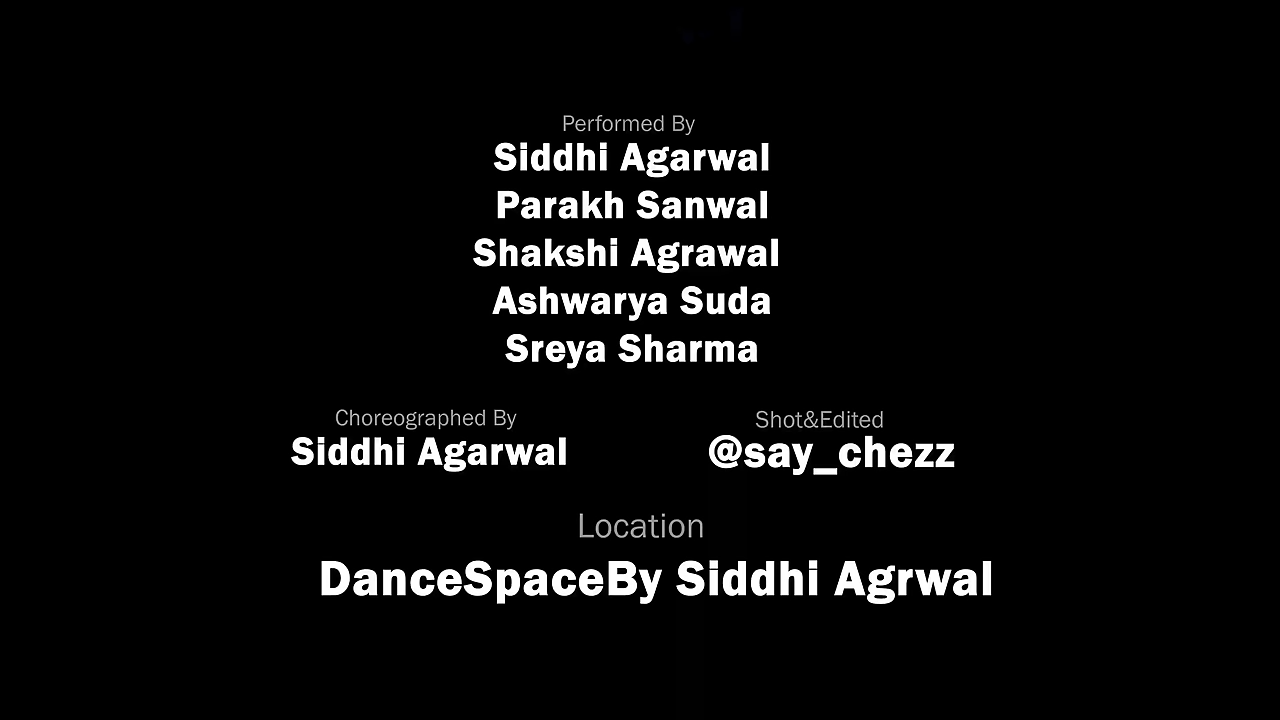 Performed By
Siddhi Agarwal
Parakh Sanwal
Shakshi Agrawal
Ashwarya Suda
Sreya Sharma
Choreographed By
Siddhi Agarwal
Shot&Edited
@say_chezz
Location
DanceSpaceBy Siddhi Agrwal